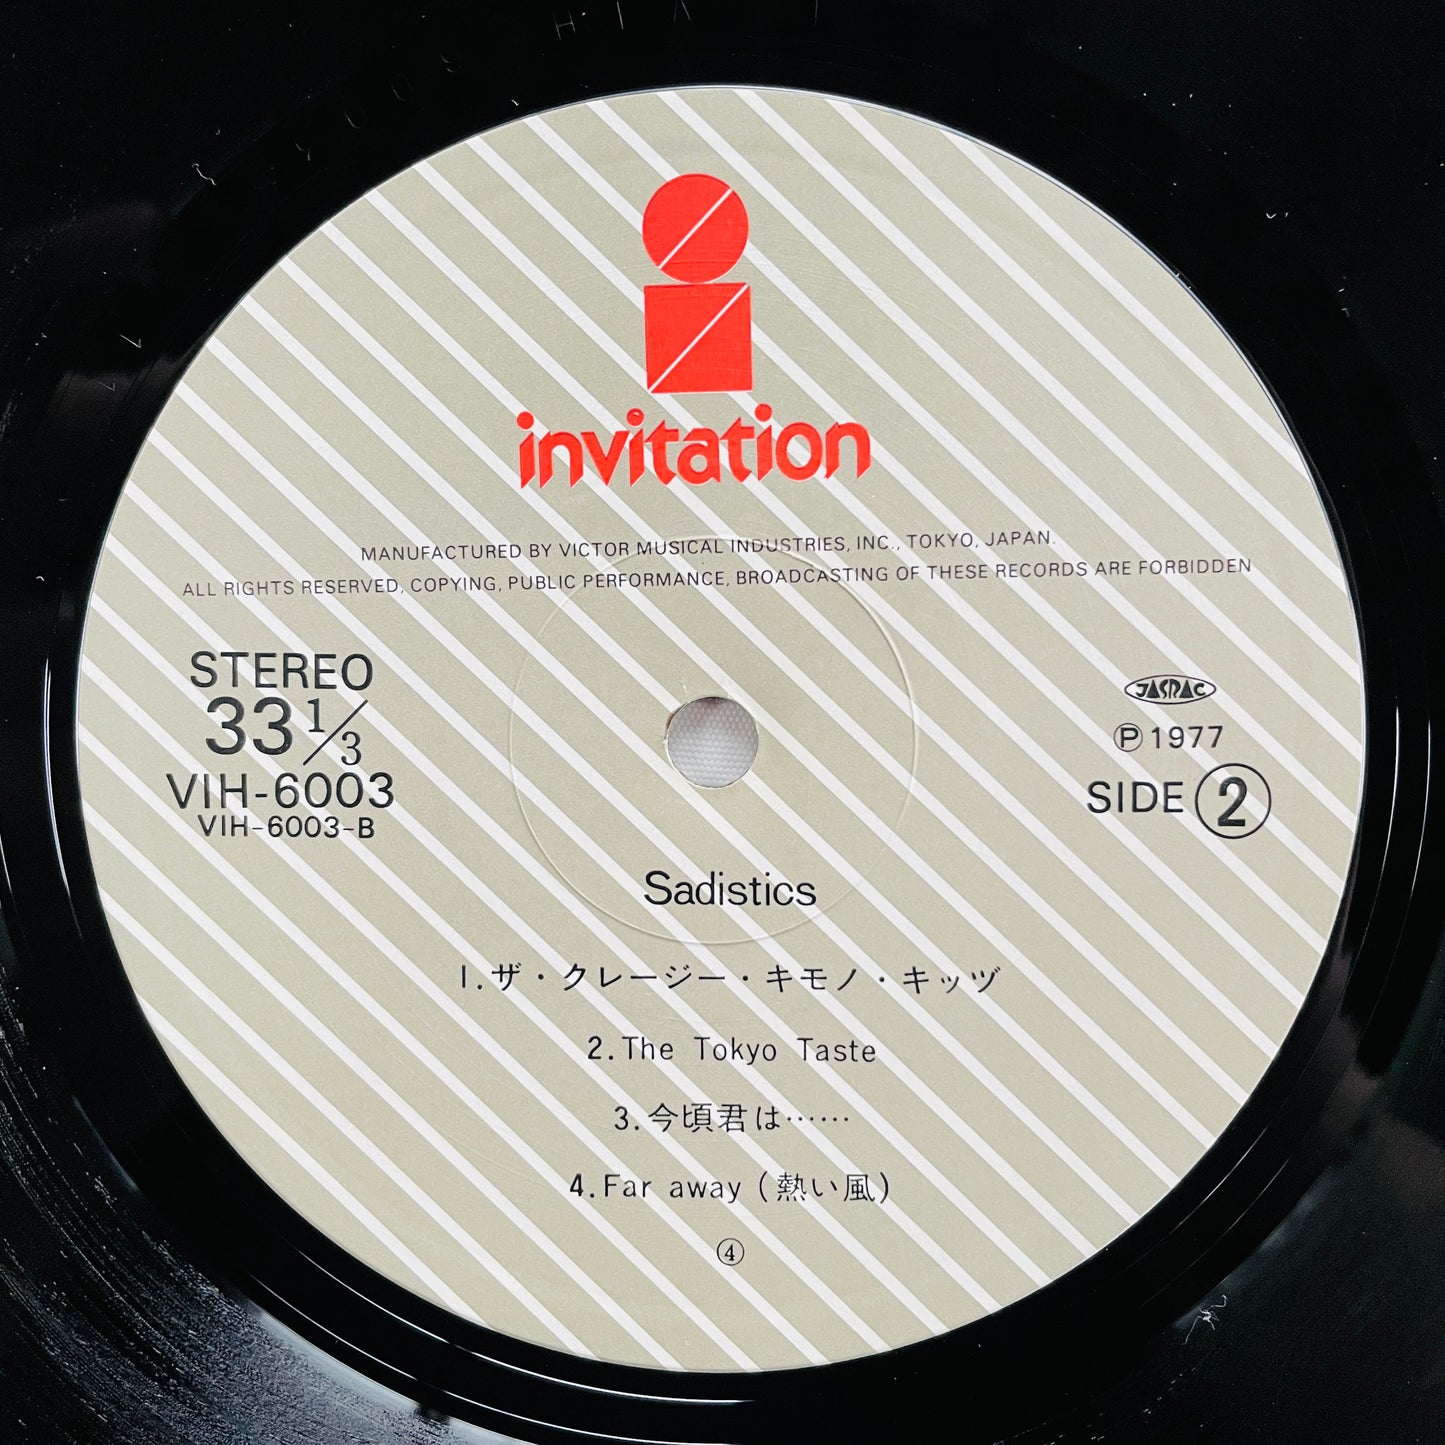 invitation
MANUFACTURED BY VICTOR MUSICAL INDUSTRIES, INC., TOKYO, JAPAN.
ALL RIGHTS RESERVED, COPYING, PUBLIC PERFORMANCE, BROADCASTING OF THESE RECORDS ARE FORBIDDEN
STEREO
33 1/3
VIH-6003
VIH-6003-B
JASRAC
Ⓟ1977
SIDE ②
Sadistics
1.ザ・クレージー・キモノ・キッヅ
2.The Tokyo Taste
3.今頃君は……
4.Far away (熱い風)
④